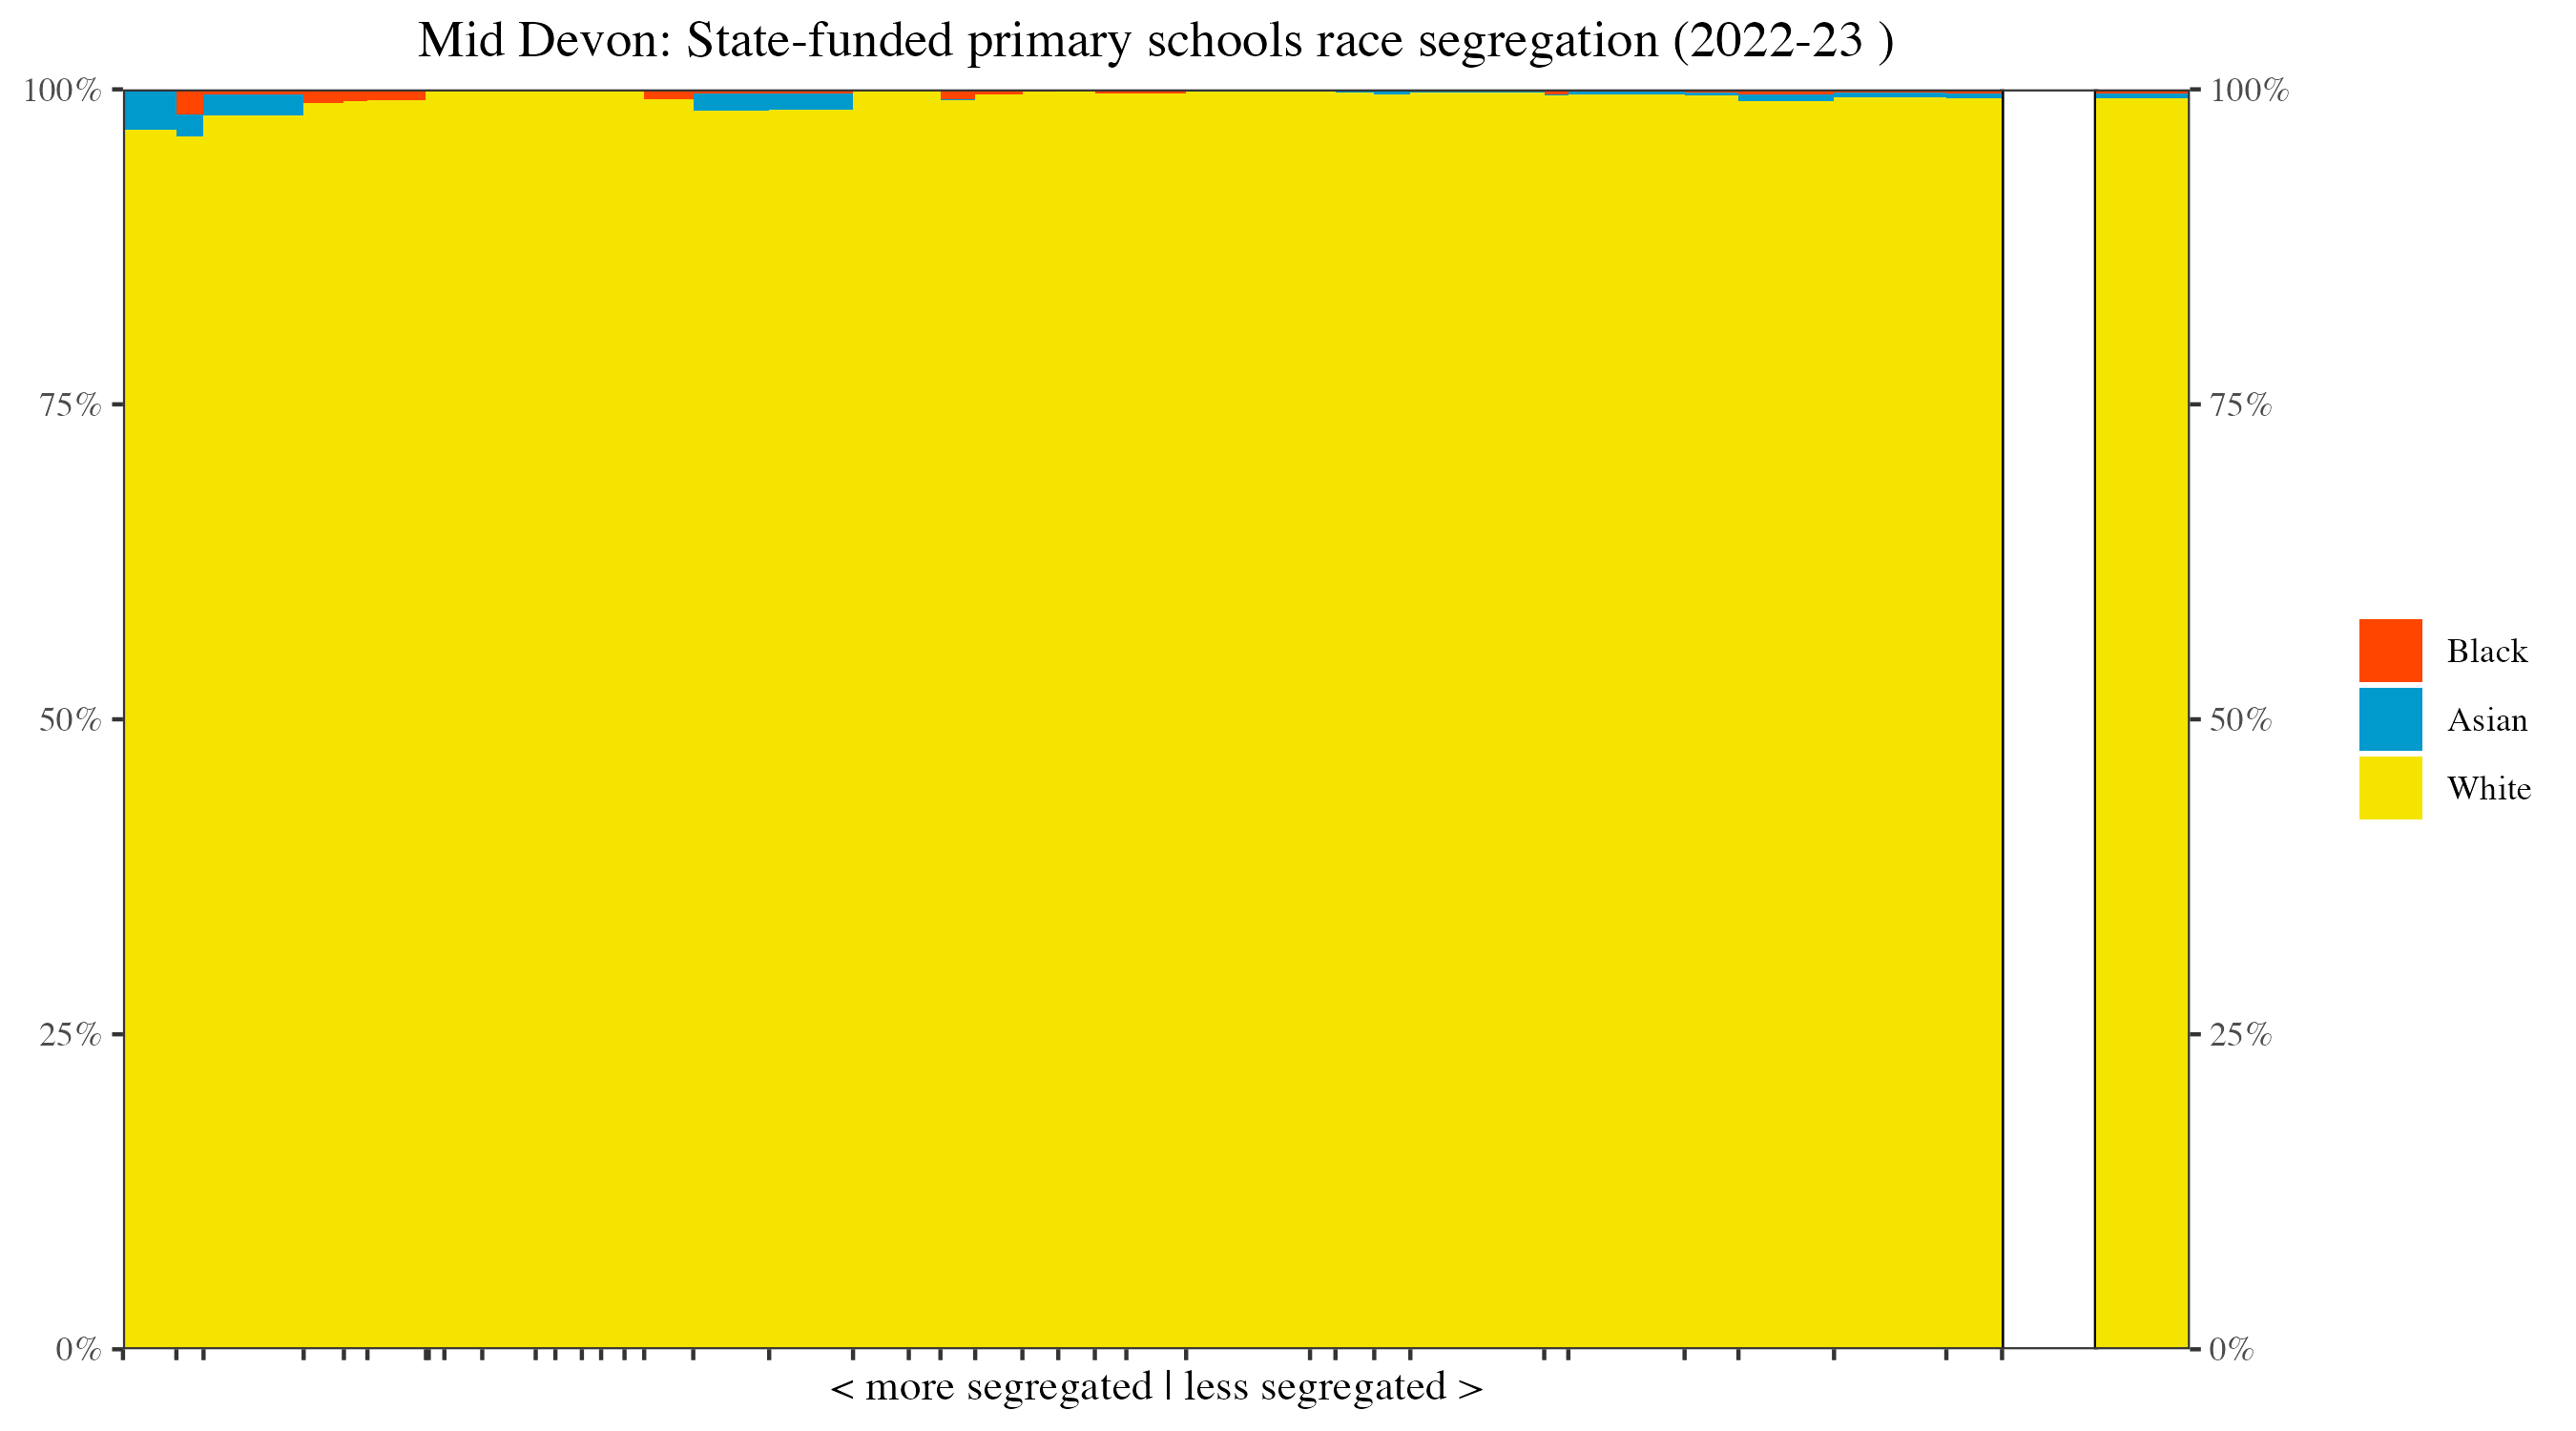 Mid Devon: State-funded primary schools race segregation (2022-23 )
100%
75%
50%
25%
0%
100%
75%
50%
25%
0%
Black
Asian
White
< more segregated | less segregated >